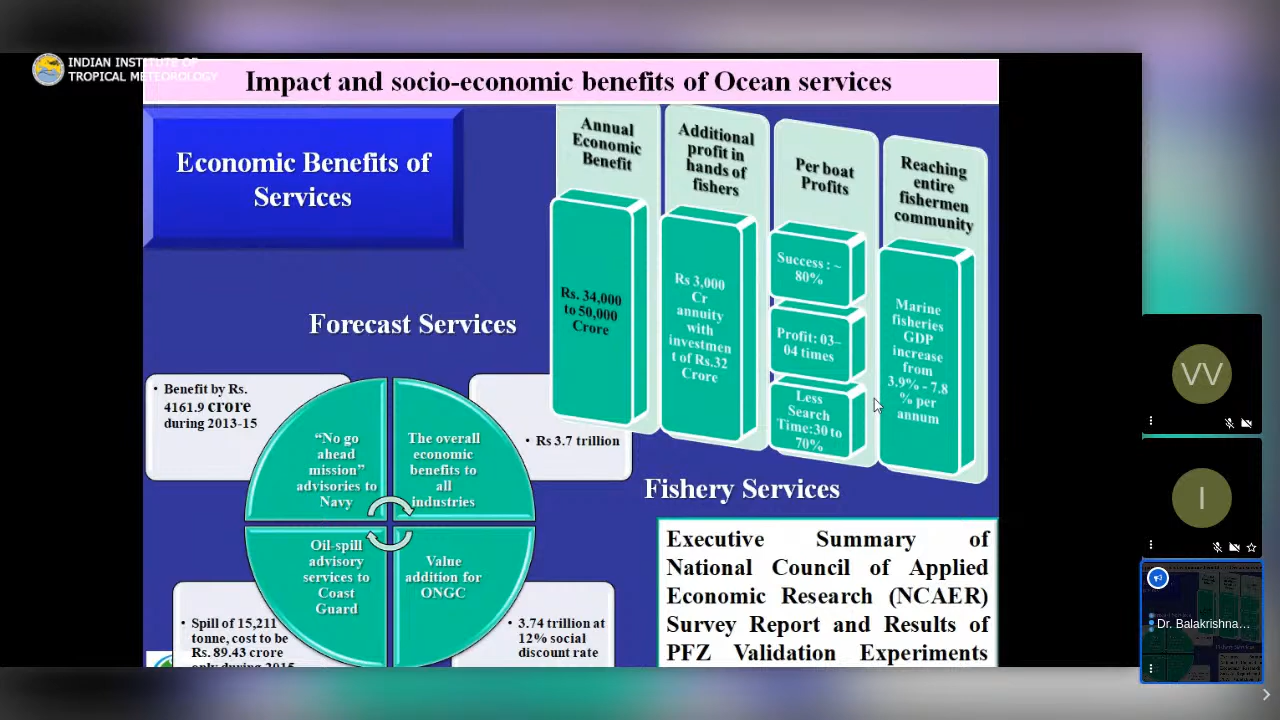 INDIAN INSTITUTE OF
TROPICAL METEOROLOGY
Impact and socio-economic benefits of Ocean services
Economic Benefits of
Services
Annual
Economic
Benefit
Rs. 34,000
to 50,000
Crore
Additional
profit in
hands of
fishers
Rs 3,000
Cr
annuity
with
investmen
t of Rs.32
Crore
Per boat
Profits
Success : ~
80%
Profit: 03-
04 times
Less
Search
Time:30 to
70%
Reaching
entire
fishermen
community
Marine
fisheries
GDP
increase
from
3.9% - 7.8
% per
annum
Forecast Services
• Benefit by Rs.
4161.9 crore
during 2013-15
“No go
ahead
mission”
advisories to
Navy
The overall
economic
benefits to
all
industries
• Rs 3.7 trillion
Oil-spill
advisory
services to
Coast
Guard
Value
addition for
ONGC
• Spill of 15,211
tonne, cost to be
Rs. 89.43 crore
only during 2015
• 3.74 trillion at
12% social
discount rate
Fishery Services
Executive Summary of
National Council of Applied
Economic Research (NCAER)
Survey Report and Results of
PFZ Validation Experiments
VV
I
Dr. Balakrishna...